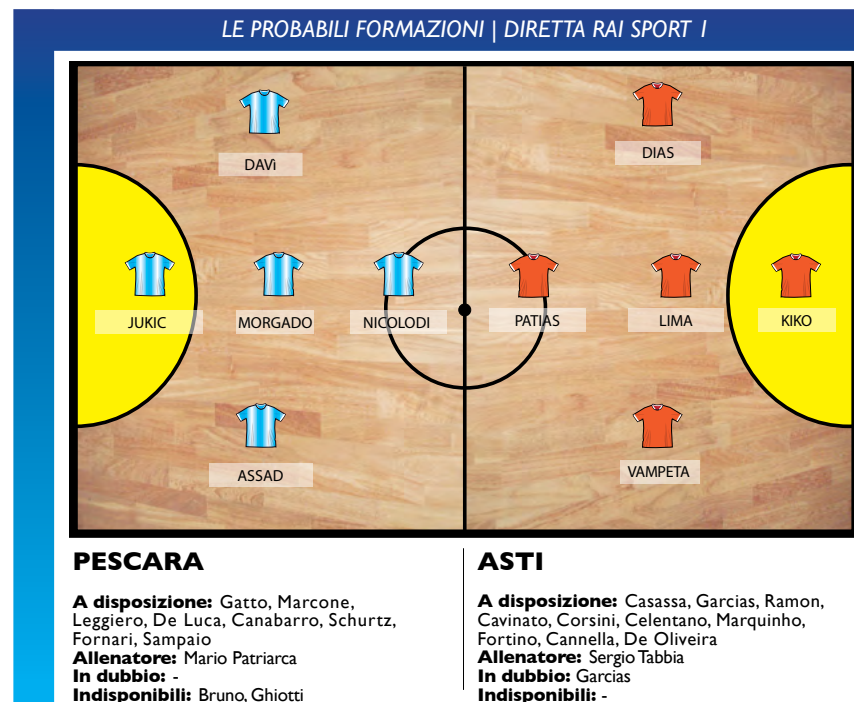 LE PROBABILI FORMAZIONI | DIRETTA RAI SPORT 1
DAVì
DIAS
JUKIC
MORGADO
NICOLODI
PATIAS
LIMA
KIKO
ASSAD
VAMPETA
PESCARA
A disposizione: Gatto, Marcone,
Leggiero, De Luca, Canabarro, Schurtz,
Fornari, Sampaio
Allenatore: Mario Patriarca
In dubbio: -
Indisponibili: Bruno, Ghiotti
ASTI
A disposizione: Casassa, Garcias, Ramon,
Cavinato, Corsini, Celentano, Marquinho,
Fortino, Cannella, De Oliveira
Allenatore: Sergio Tabbia
In dubbio: Garcias
Indisponibili: -